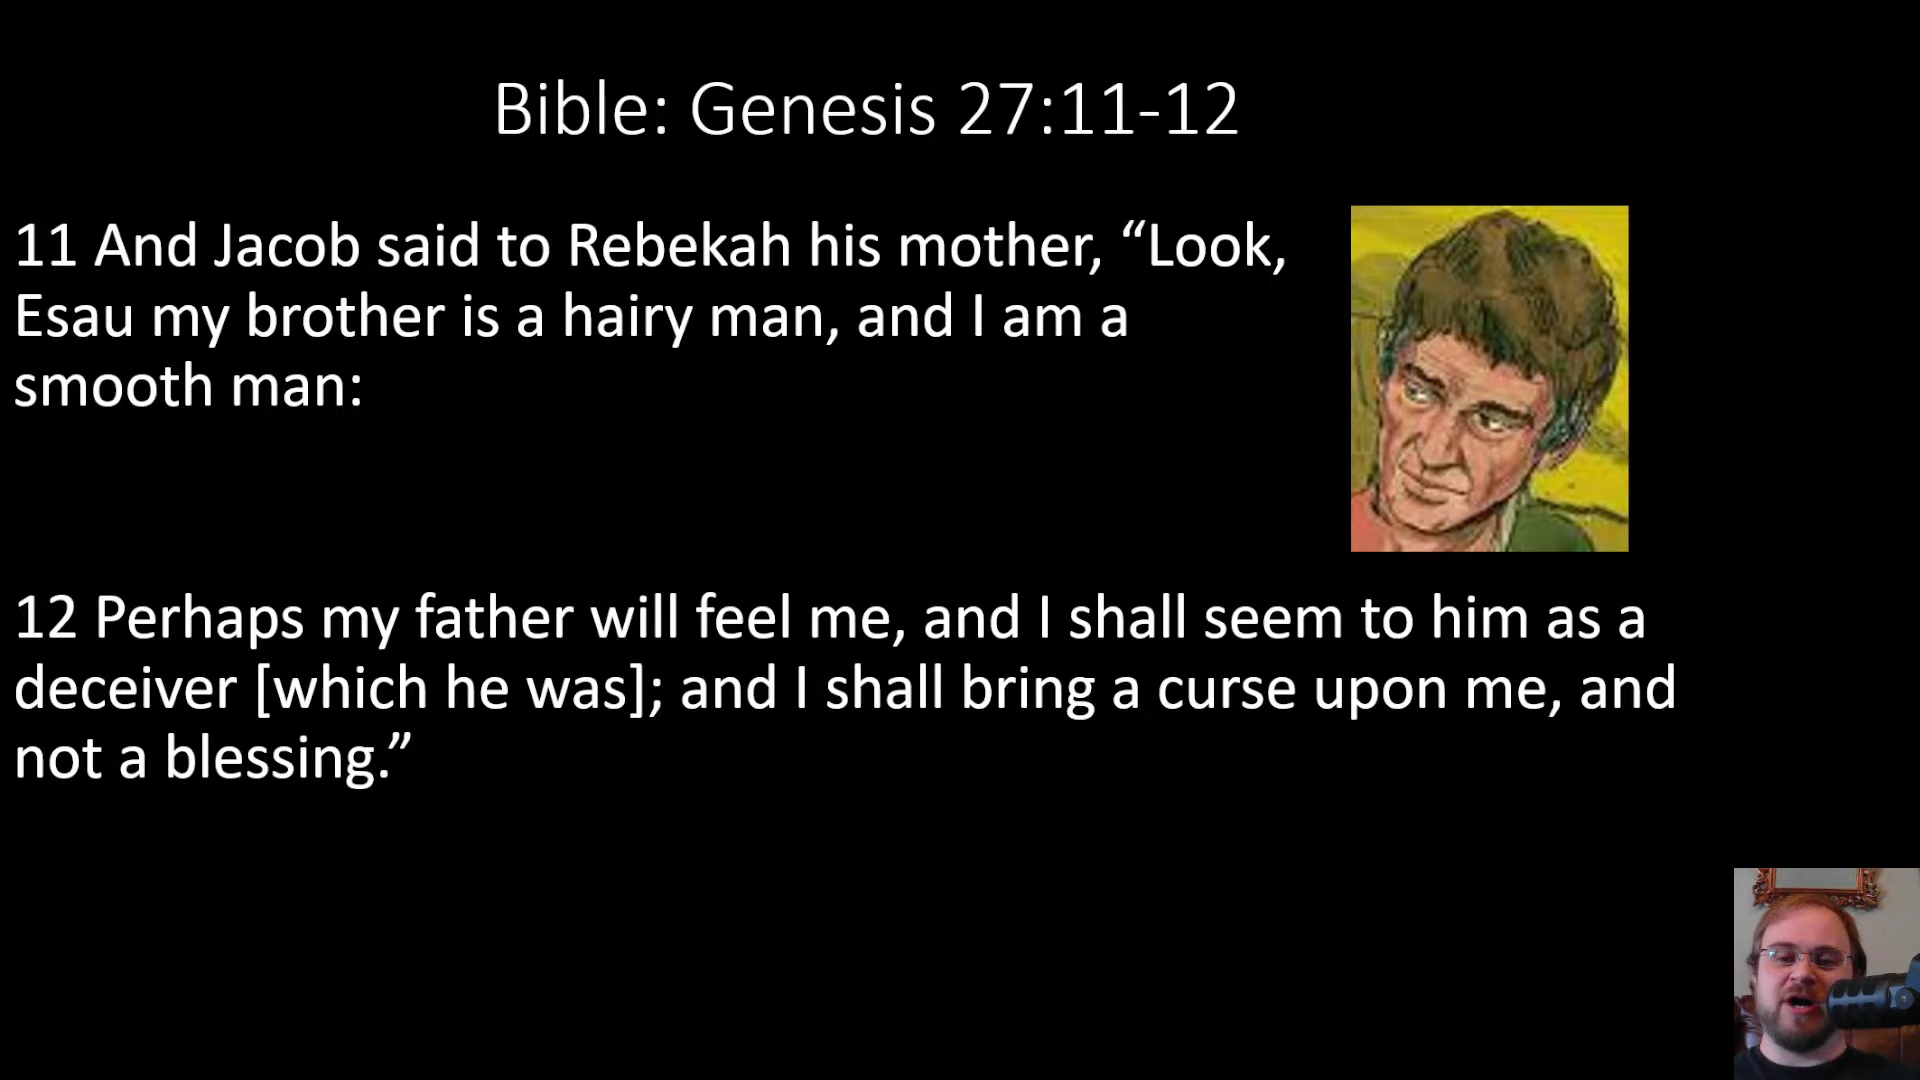 Bible: Genesis 27:11-12
11 And Jacob said to Rebekah his mother, “Look,
Esau my brother is a hairy man, and I am a
smooth man:
12 Perhaps my father will feel me, and I shall seem to him as a
deceiver [which he was]; and I shall bring a curse upon me, and
not a blessing.”